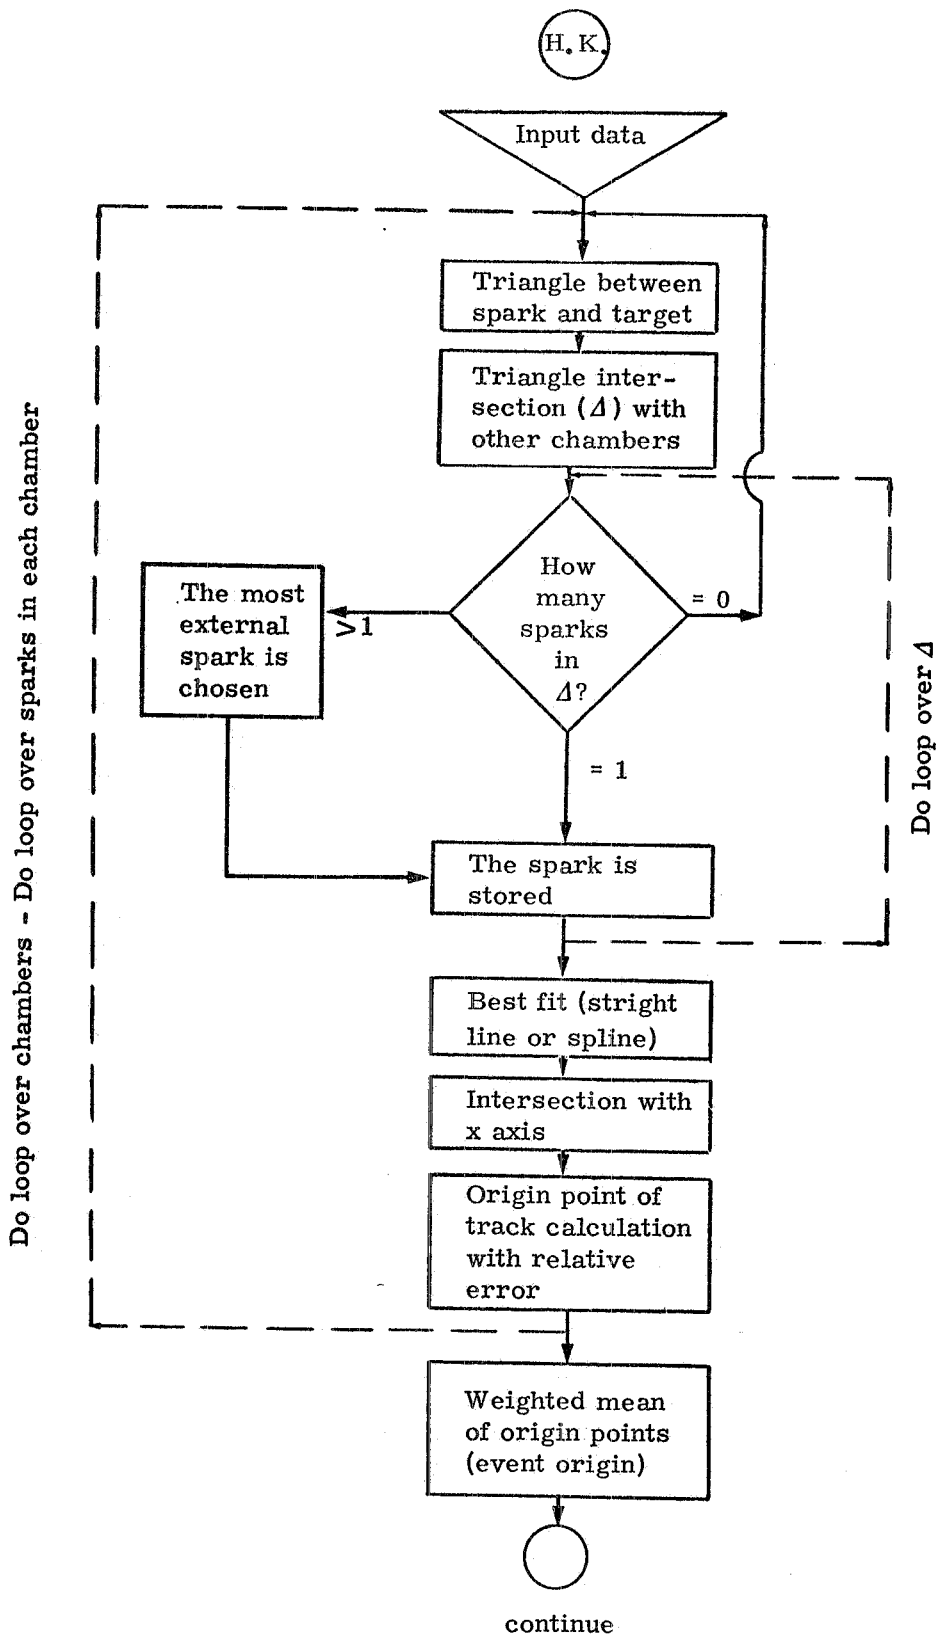 H. K.
Input data
Triangle between
spark and target
Triangle inter-
section (Δ) with
other chambers
How
many
sparks
in
Δ?
= 0
>1
The most
external
spark is
chosen
= 1
The spark is
stored
Best fit (stright
line or spline)
Intersection with
x axis
Origin point of
track calculation
with relative
error
Weighted mean
of origin points
(event origin)
continue
Do loop over chambers - Do loop over sparks in each chamber
Do loop over Δ